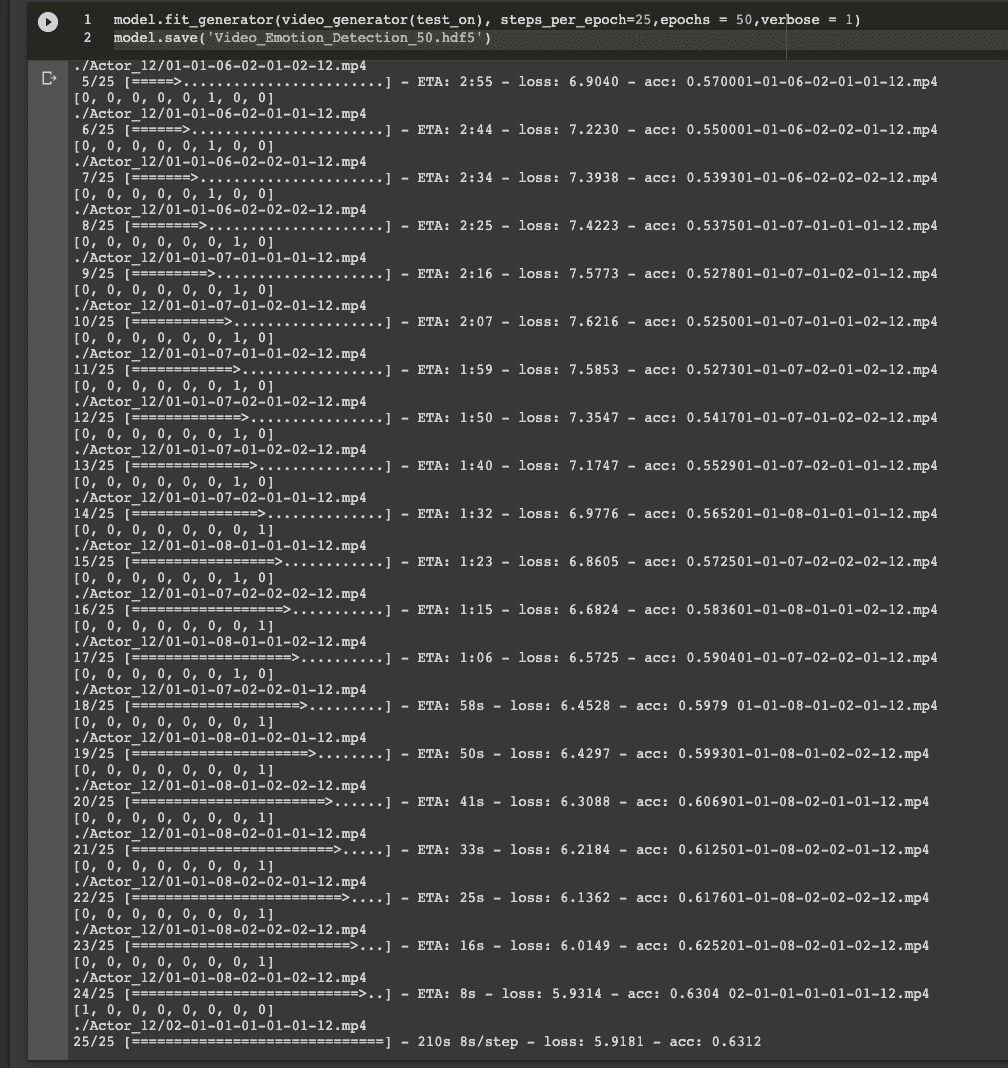 1 model.fit_generator(video_generator(test_on), steps_per_epoch=25,epochs = 50,verbose = 1)
2 model.save('Video_Emotion_Detection_50.hdf5')
./Actor_12/01-01-06-02-01-02-12.mp4
5/25 [=====>........................] - ETA: 2:55 - loss: 6.9040 - acc: 0.570001-01-06-02-01-01-12.mp4
[0, 0, 0, 0, 0, 1, 0, 0]
./Actor_12/01-01-06-02-01-01-12.mp4
6/25 [======>.......................] - ETA: 2:44 - loss: 7.2230 - acc: 0.550001-01-06-02-02-01-12.mp4
[0, 0, 0, 0, 0, 1, 0, 0]
./Actor_12/01-01-06-02-02-01-12.mp4
7/25 [=======>......................] - ETA: 2:34 - loss: 7.3938 - acc: 0.539301-01-06-02-02-02-12.mp4
[0, 0, 0, 0, 0, 1, 0, 0]
./Actor_12/01-01-06-02-02-02-12.mp4
8/25 [========>.....................] - ETA: 2:25 - loss: 7.4223 - acc: 0.537501-01-07-01-01-01-12.mp4
[0, 0, 0, 0, 0, 0, 1, 0]
./Actor_12/01-01-07-01-01-01-12.mp4
9/25 [=========>....................] - ETA: 2:16 - loss: 7.5773 - acc: 0.527801-01-07-01-02-01-12.mp4
[0, 0, 0, 0, 0, 0, 1, 0]
./Actor_12/01-01-07-01-02-01-12.mp4
10/25 [===========>..................] - ETA: 2:07 - loss: 7.6216 - acc: 0.525001-01-07-01-01-02-12.mp4
[0, 0, 0, 0, 0, 0, 1, 0]
./Actor_12/01-01-07-01-01-02-12.mp4
11/25 [============>.................] - ETA: 1:59 - loss: 7.5853 - acc: 0.527301-01-07-02-01-02-12.mp4
[0, 0, 0, 0, 0, 0, 1, 0]
./Actor_12/01-01-07-02-01-02-12.mp4
12/25 [=============>................] - ETA: 1:50 - loss: 7.3547 - acc: 0.541701-01-07-01-02-02-12.mp4
[0, 0, 0, 0, 0, 0, 1, 0]
./Actor_12/01-01-07-01-02-02-12.mp4
13/25 [==============>...............] - ETA: 1:40 - loss: 7.1747 - acc: 0.552901-01-07-02-01-01-12.mp4
[0, 0, 0, 0, 0, 0, 1, 0]
./Actor_12/01-01-07-02-01-01-12.mp4
14/25 [===============>..............] - ETA: 1:32 - loss: 6.9776 - acc: 0.565201-01-08-01-01-01-12.mp4
[0, 0, 0, 0, 0, 0, 0, 1]
./Actor_12/01-01-08-01-01-01-12.mp4
15/25 [=================>............] - ETA: 1:23 - loss: 6.8605 - acc: 0.572501-01-07-02-02-02-12.mp4
[0, 0, 0, 0, 0, 0, 1, 0]
./Actor_12/01-01-07-02-02-02-12.mp4
16/25 [==================>...........] - ETA: 1:15 - loss: 6.6824 - acc: 0.583601-01-08-01-01-02-12.mp4
[0, 0, 0, 0, 0, 0, 0, 1]
./Actor_12/01-01-08-01-01-02-12.mp4
17/25 [===================>..........] - ETA: 1:06 - loss: 6.5725 - acc: 0.590401-01-07-02-02-01-12.mp4
[0, 0, 0, 0, 0, 0, 1, 0]
./Actor_12/01-01-07-02-02-01-12.mp4
18/25 [====================>.........] - ETA: 58s - loss: 6.4528 - acc: 0.5979 01-01-08-01-02-01-12.mp4
[0, 0, 0, 0, 0, 0, 0, 1]
./Actor_12/01-01-08-01-02-01-12.mp4
19/25 [=====================>........] - ETA: 50s - loss: 6.4297 - acc: 0.599301-01-08-01-02-02-12.mp4
[0, 0, 0, 0, 0, 0, 0, 1]
./Actor_12/01-01-08-01-02-02-12.mp4
20/25 [=======================>......] - ETA: 41s - loss: 6.3088 - acc: 0.606901-01-08-02-01-01-12.mp4
[0, 0, 0, 0, 0, 0, 0, 1]
./Actor_12/01-01-08-02-01-01-12.mp4
21/25 [========================>.....] - ETA: 33s - loss: 6.2184 - acc: 0.612501-01-08-02-02-01-12.mp4
[0, 0, 0, 0, 0, 0, 0, 1]
./Actor_12/01-01-08-02-02-01-12.mp4
22/25 [=========================>....] - ETA: 25s - loss: 6.1362 - acc: 0.617601-01-08-02-02-02-12.mp4
[0, 0, 0, 0, 0, 0, 0, 1]
./Actor_12/01-01-08-02-02-02-12.mp4
23/25 [==========================>...] - ETA: 16s - loss: 6.0149 - acc: 0.625201-01-08-02-01-02-12.mp4
[0, 0, 0, 0, 0, 0, 0, 1]
./Actor_12/01-01-08-02-01-02-12.mp4
24/25 [===========================>..] - ETA: 8s - loss: 5.9314 - acc: 0.6304 02-01-01-01-01-01-12.mp4
[1, 0, 0, 0, 0, 0, 0, 0]
./Actor_12/02-01-01-01-01-01-12.mp4
25/25 [==============================] - 210s 8s/step - loss: 5.9181 - acc: 0.6312